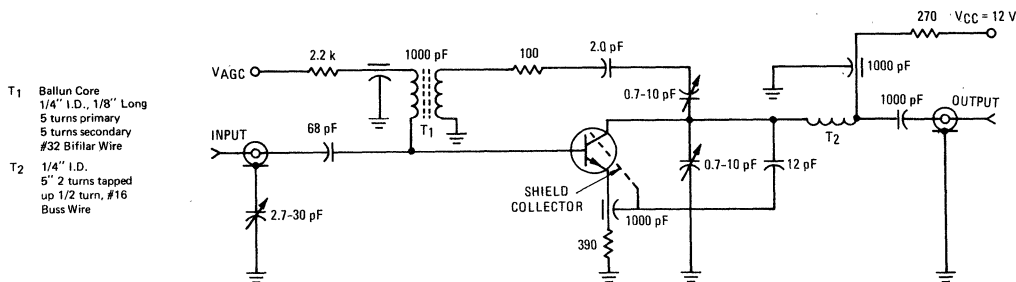 270
VCC = 12 V
2.2 k
1000 pF
100
2.0 pF
VAGC
1000 pF
T1 Ballun Core
1/4" I.D., 1/8" Long
5 turns primary
5 turns secondary
#32 Bifilar Wire
0.7-10 pF
1000 pF
OUTPUT
T1
INPUT
68 pF
T2
T2 1/4" I.D.
5" 2 turns tapped
up 1/2 turn, #16
Buss Wire
0.7-10 pF
12 pF
SHIELD
COLLECTOR
2.7-30 pF
1000 pF
390